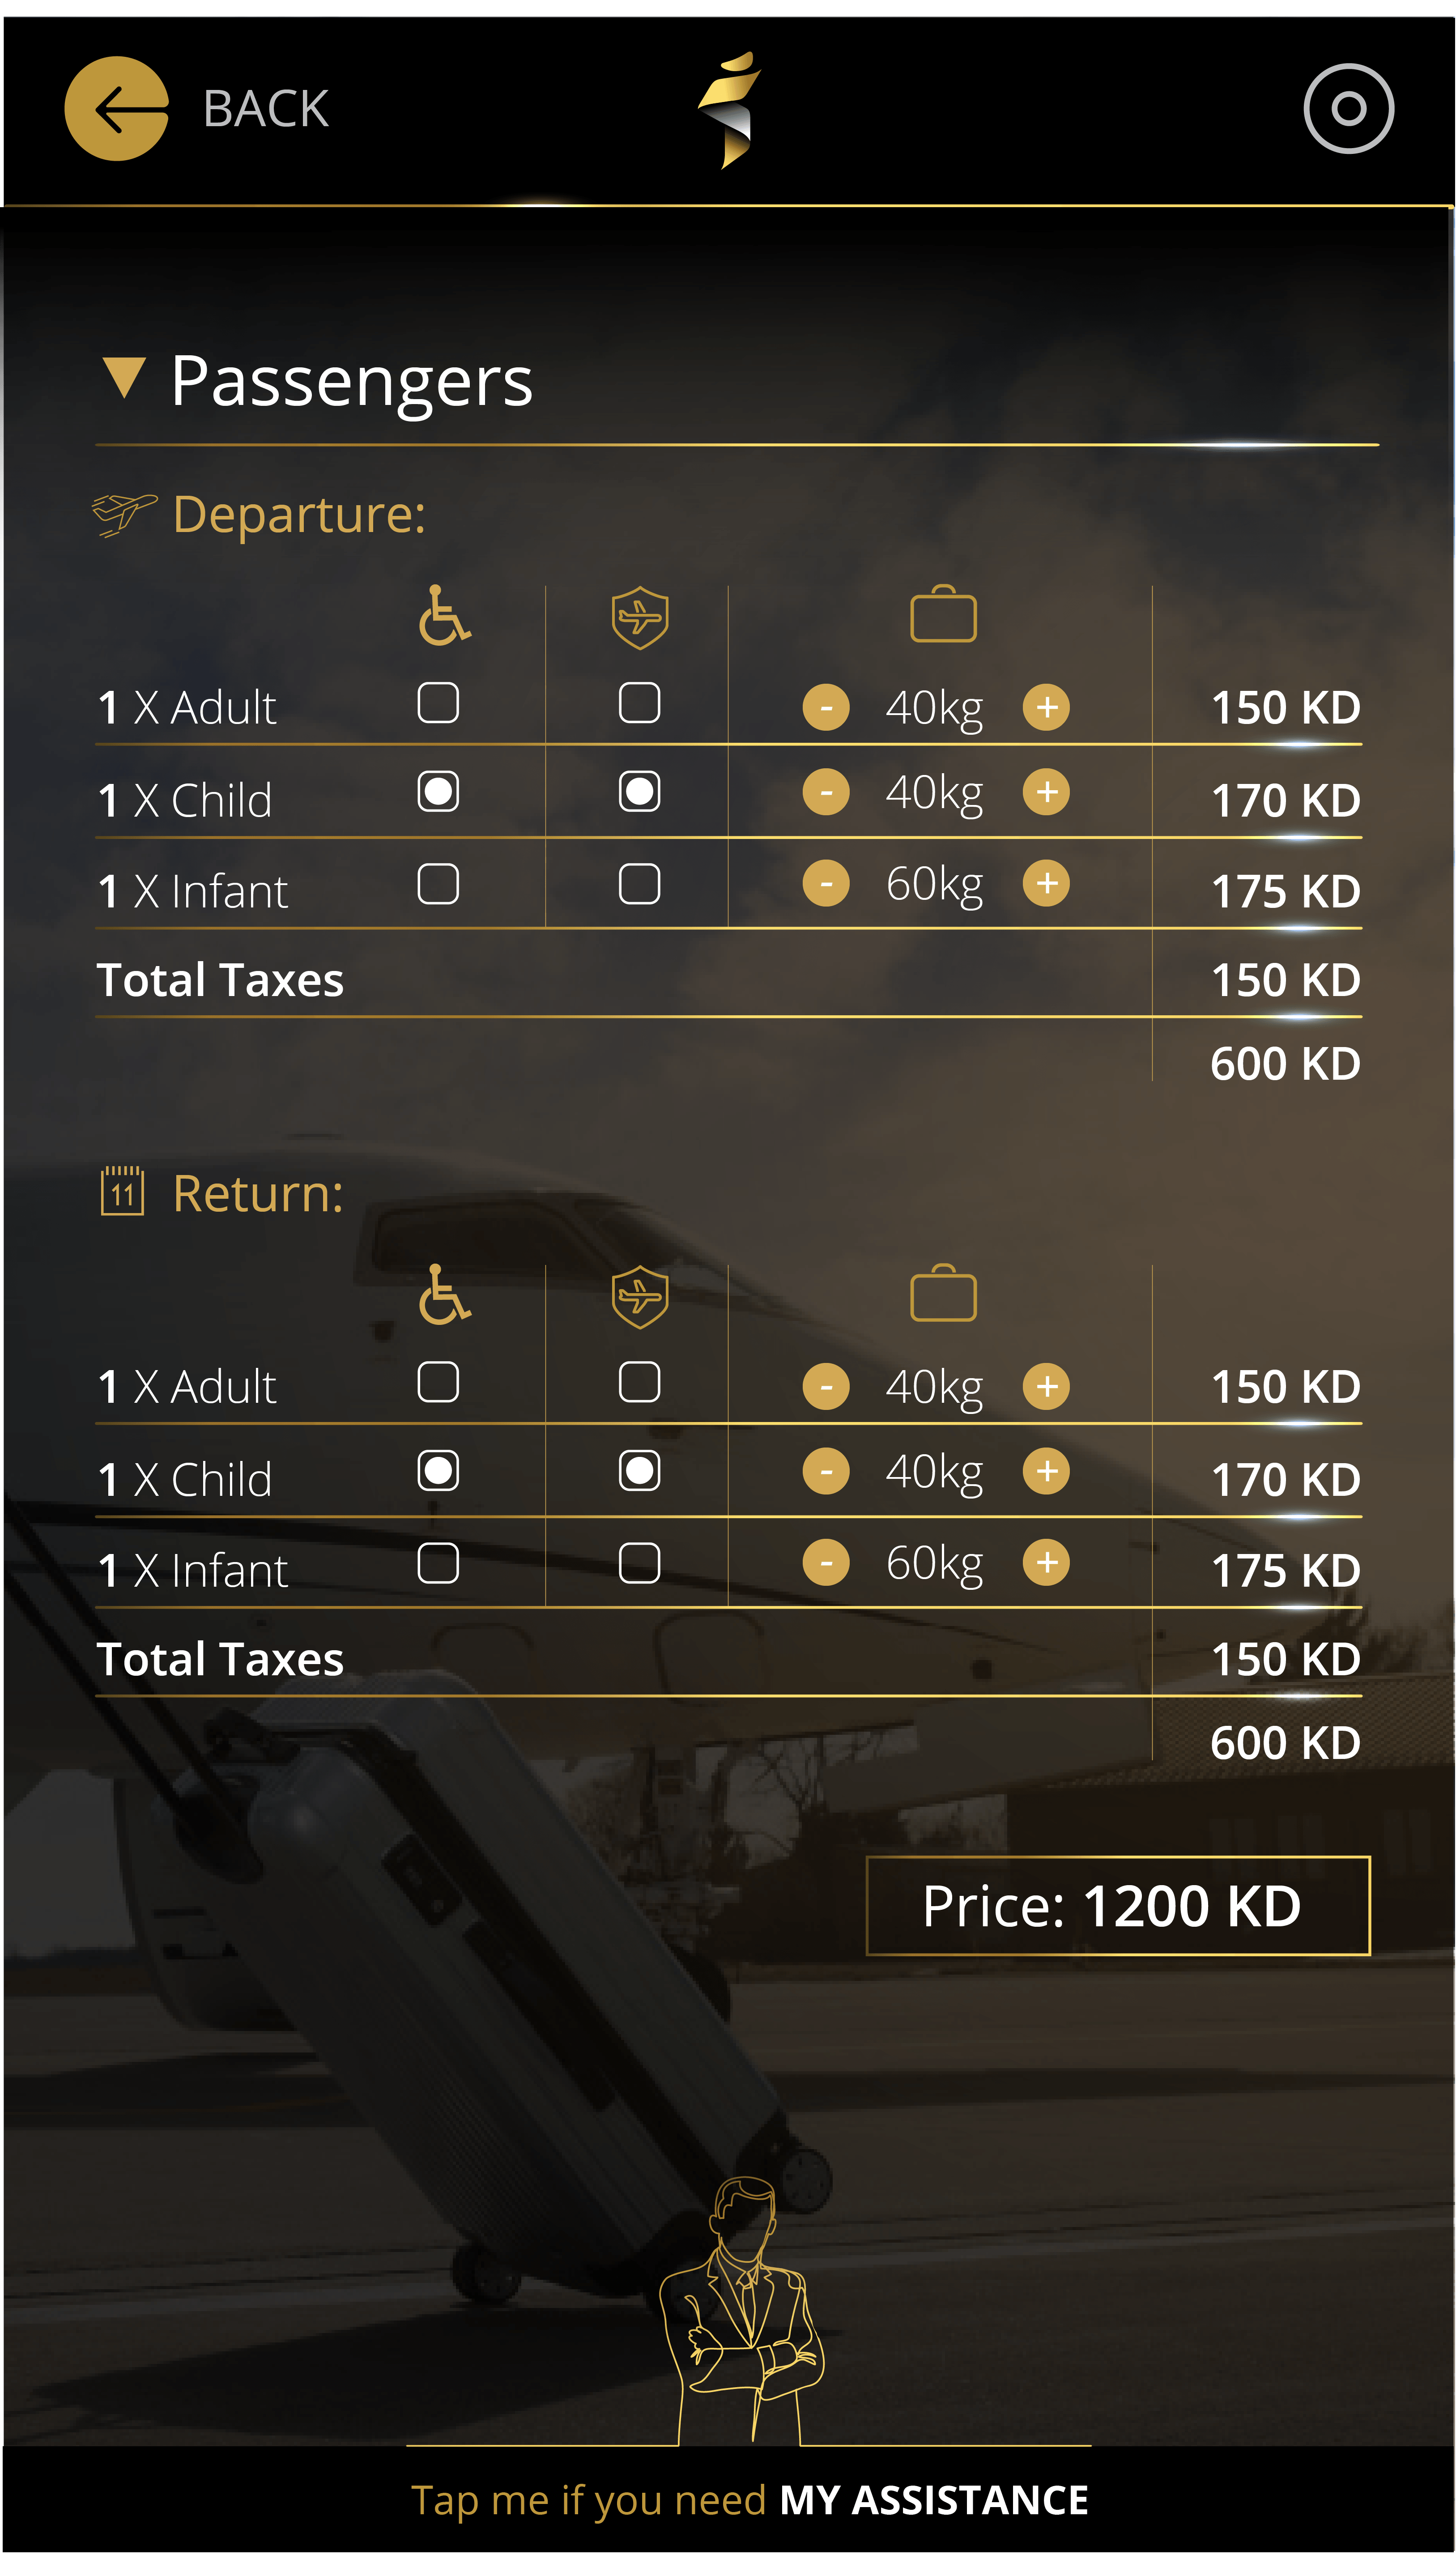 BACK
Passengers
Departure:
1 X Adult - 40kg + 150 KD
1 X Child - 40kg + 170 KD
1 X Infant - 60kg + 175 KD
Total Taxes 150 KD
600 KD
11 Return:
1 X Adult - 40kg + 150 KD
1 X Child - 40kg + 170 KD
1 X Infant - 60kg + 175 KD
Total Taxes 150 KD
600 KD
Price: 1200 KD
Tap me if you need MY ASSISTANCE